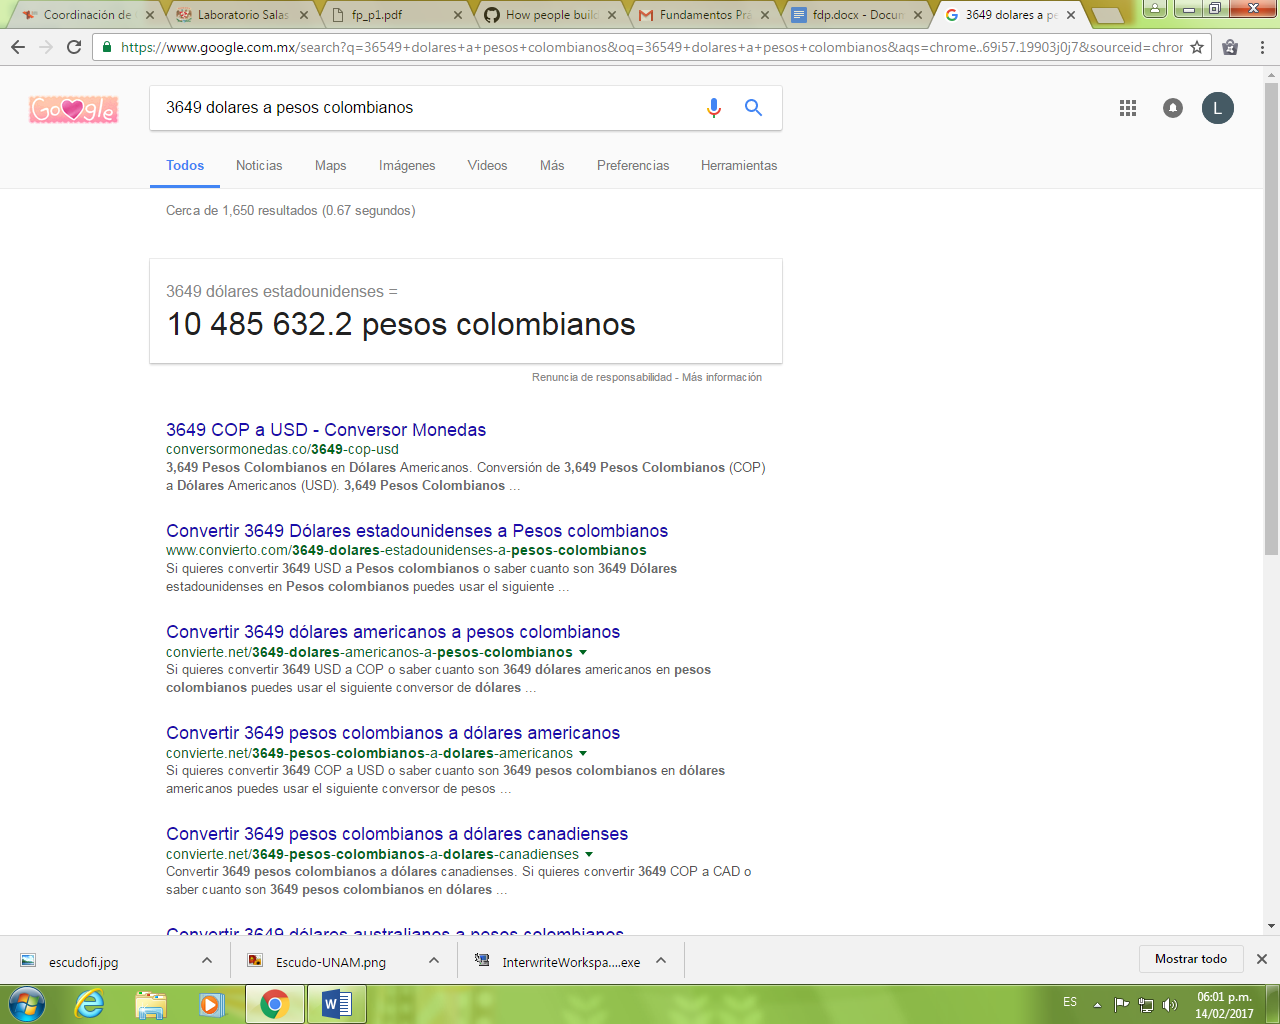 Coordinación de
Laboratorio Salas
fp_p1.pdf
How people build
Fundamentos Prá
fdp.docx - Docum
3649 dolares a pe
https://www.google.com.mx/search?q=36549+dolares+a+pesos+colombianos&oq=36549+dolares+a+pesos+colombianos&aqs=chrome..69i57.19903j0j7&sourceid=chror
Google
3649 dolares a pesos colombianos
L
Todos
Noticias
Maps
Imágenes
Videos
Más
Preferencias
Herramientas
Cerca de 1,650 resultados (0.67 segundos)
3649 dólares estadounidenses =
10 485 632.2 pesos colombianos
Renuncia de responsabilidad - Más información
3649 COP a USD - Conversor Monedas
conversormonedas.co/3649-cop-usd
3,649 Pesos Colombianos en Dólares Americanos. Conversión de 3,649 Pesos Colombianos (COP)
a Dólares Americanos (USD). 3,649 Pesos Colombianos ...
Convertir 3649 Dólares estadounidenses a Pesos colombianos
www.convierto.com/3649-dolares-estadounidenses-a-pesos-colombianos
Si quieres convertir 3649 USD a Pesos colombianos o saber cuanto son 3649 Dólares
estadounidenses en Pesos colombianos puedes usar el siguiente ...
Convertir 3649 dólares americanos a pesos colombianos
convierte.net/3649-dolares-americanos-a-pesos-colombianos
Si quieres convertir 3649 USD a COP o saber cuanto son 3649 dólares americanos en pesos
colombianos puedes usar el siguiente conversor de dólares ...
Convertir 3649 pesos colombianos a dólares americanos
convierte.net/3649-pesos-colombianos-a-dolares-americanos
Si quieres convertir 3649 COP a USD o saber cuanto son 3649 pesos colombianos en dólares
americanos puedes usar el siguiente conversor de pesos ...
Convertir 3649 pesos colombianos a dólares canadienses
convierte.net/3649-pesos-colombianos-a-dolares-canadienses
Convertir 3649 pesos colombianos a dólares canadienses. Si quieres convertir 3649 COP a CAD o
saber cuanto son 3649 pesos colombianos en dólares ...
Convertir 3649 dólares australianos a pesos colombianos
escudofi.jpg
Escudo-UNAM.png
InterwriteWorkspa....exe
Mostrar todo
ES
06:01 p.m.
14/02/2017